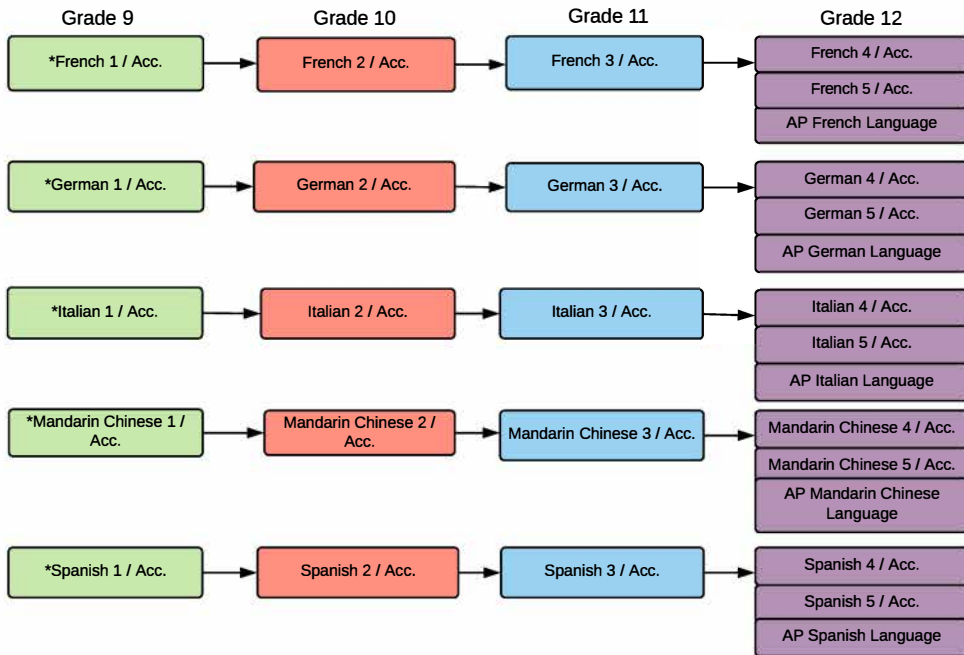 Grade 9
Grade 10
Grade 11
Grade 12
*French 1 / Acc.
French 2 / Acc.
French 3 / Acc.
French 4 / Acc.
French 5 / Acc.
AP French Language
*German 1 / Acc.
German 2 / Acc.
German 3 / Acc.
German 4 / Acc.
German 5 / Acc.
AP German Language
*Italian 1 / Acc.
Italian 2 / Acc.
Italian 3 / Acc.
Italian 4 / Acc.
Italian 5 / Acc.
AP Italian Language
*Mandarin Chinese 1 /
Acc.
Mandarin Chinese 2 /
Acc.
Mandarin Chinese 3 / Acc.
Mandarin Chinese 4 / Acc.
Mandarin Chinese 5 / Acc.
AP Mandarin Chinese
Language
*Spanish 1 / Acc.
Spanish 2 / Acc.
Spanish 3 / Acc.
Spanish 4 / Acc.
Spanish 5 / Acc.
AP Spanish Language